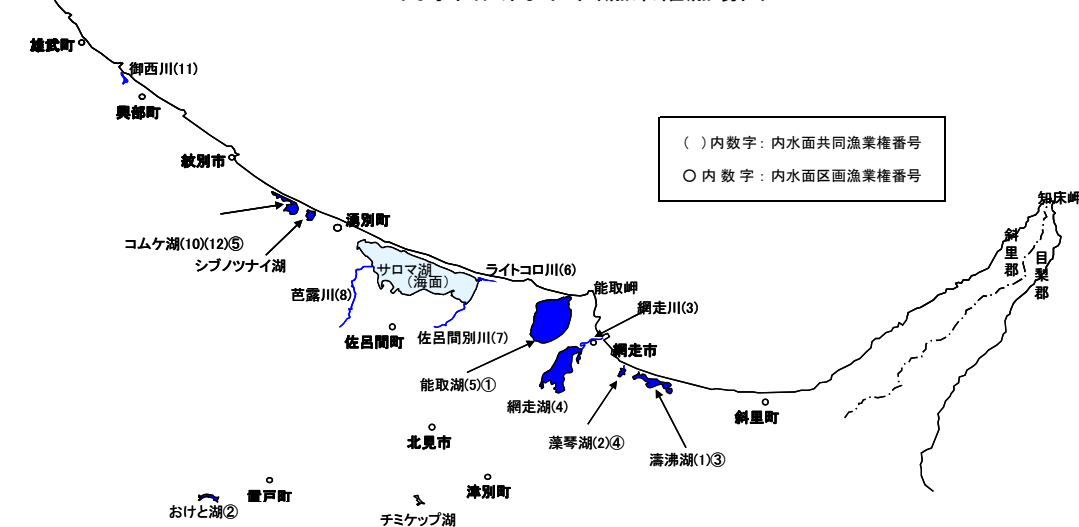 雄武町
御西川(11)
興部町
紋別市
(　)内数字：内水面共同漁業権番号
○内数字：内水面区画漁業権番号
知床岬
斜里郡
目梨郡
湧別町
コムケ湖(10)(12)⑤
シブノツナイ湖
サロマ湖
(海面)
ライトコロ川(6)
芭露川(8)
能取岬
網走川(3)
佐呂間町
佐呂間別川(7)
網走市
能取湖(5)①
網走湖(4)
斜里町
藻琴湖(2)④
濤沸湖(1)③
北見市
津別町
置戸町
おけと湖②
チミケップ湖